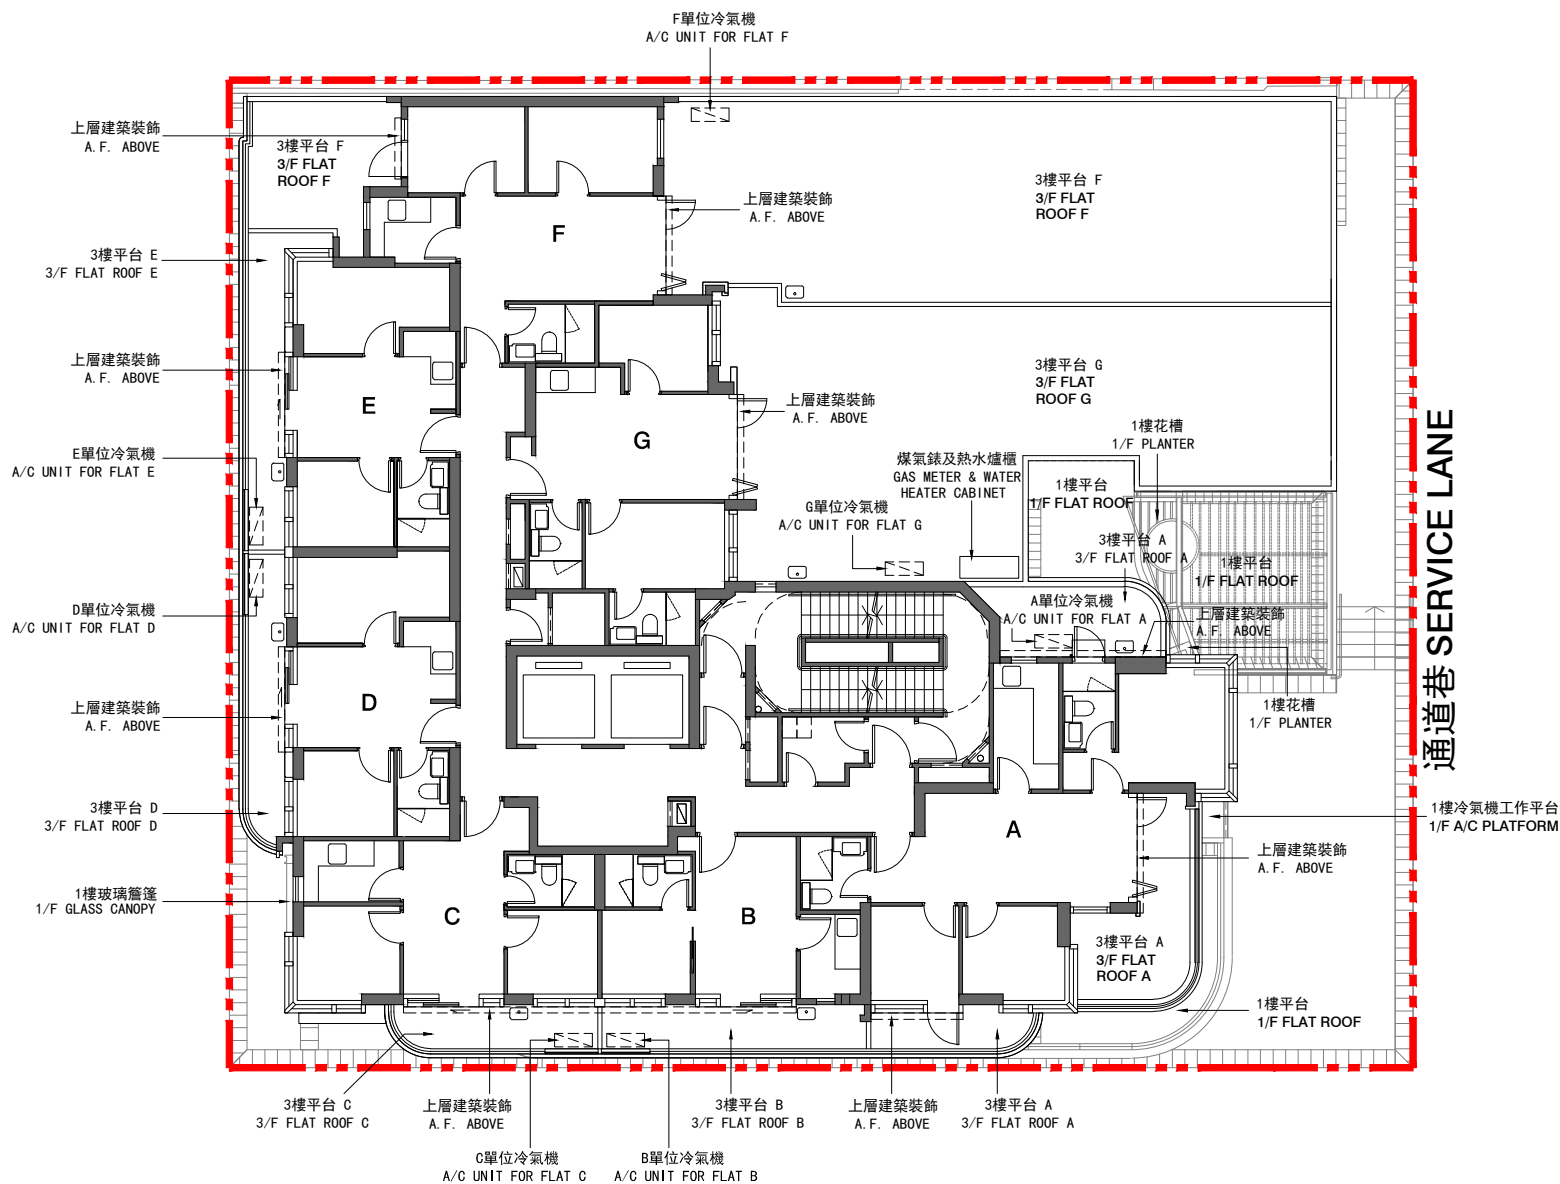 F單位冷氣機
A/C UNIT FOR FLAT F
上層建築裝飾
A.F. ABOVE
3樓平台 F
3/F FLAT
ROOF F
3樓平台 F
3/F FLAT
ROOF F
上層建築裝飾
A.F. ABOVE
F
3樓平台 E
3/F FLAT ROOF E
上層建築裝飾
A.F. ABOVE
3樓平台 G
3/F FLAT
ROOF G
E
上層建築裝飾
A.F. ABOVE
G
1樓花槽
1/F PLANTER
E單位冷氣機
A/C UNIT FOR FLAT E
煤氣錶及熱水爐櫃
GAS METER & WATER
HEATER CABINET
1樓平台
1/F FLAT ROOF
G單位冷氣機
A/C UNIT FOR FLAT G
3樓平台 A
3/F FLAT ROOF A
1樓平台
1/F FLAT ROOF
通道巷 SERVICE LANE
D單位冷氣機
A/C UNIT FOR FLAT D
A單位冷氣機
A/C UNIT FOR FLAT A
上層建築裝飾
A.F. ABOVE
D
上層建築裝飾
A.F. ABOVE
1樓花槽
1/F PLANTER
3樓平台 D
3/F FLAT ROOF D
A
1樓冷氣機工作平台
1/F A/C PLATFORM
上層建築裝飾
A.F. ABOVE
1樓玻璃簷篷
1/F GLASS CANOPY
C
B
3樓平台 A
3/F FLAT
ROOF A
1樓平台
1/F FLAT ROOF
3樓平台 C
3/F FLAT ROOF C
上層建築裝飾
A.F. ABOVE
3樓平台 B
3/F FLAT ROOF B
上層建築裝飾
A.F. ABOVE
3樓平台 A
3/F FLAT ROOF A
C單位冷氣機
A/C UNIT FOR FLAT C
B單位冷氣機
A/C UNIT FOR FLAT B